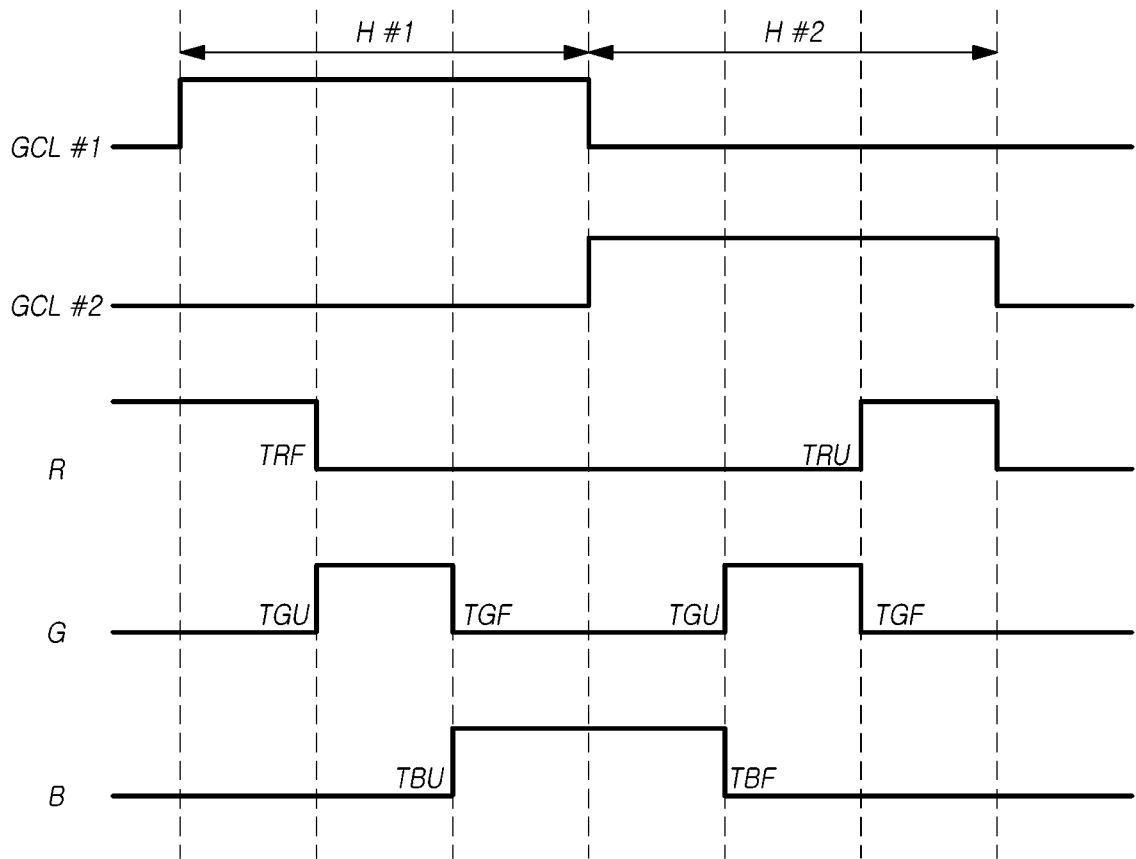 H #1 H #2
GCL #1
GCL #2
R TRF TRU
G TGU TGF TGU TGF
B TBU TBF